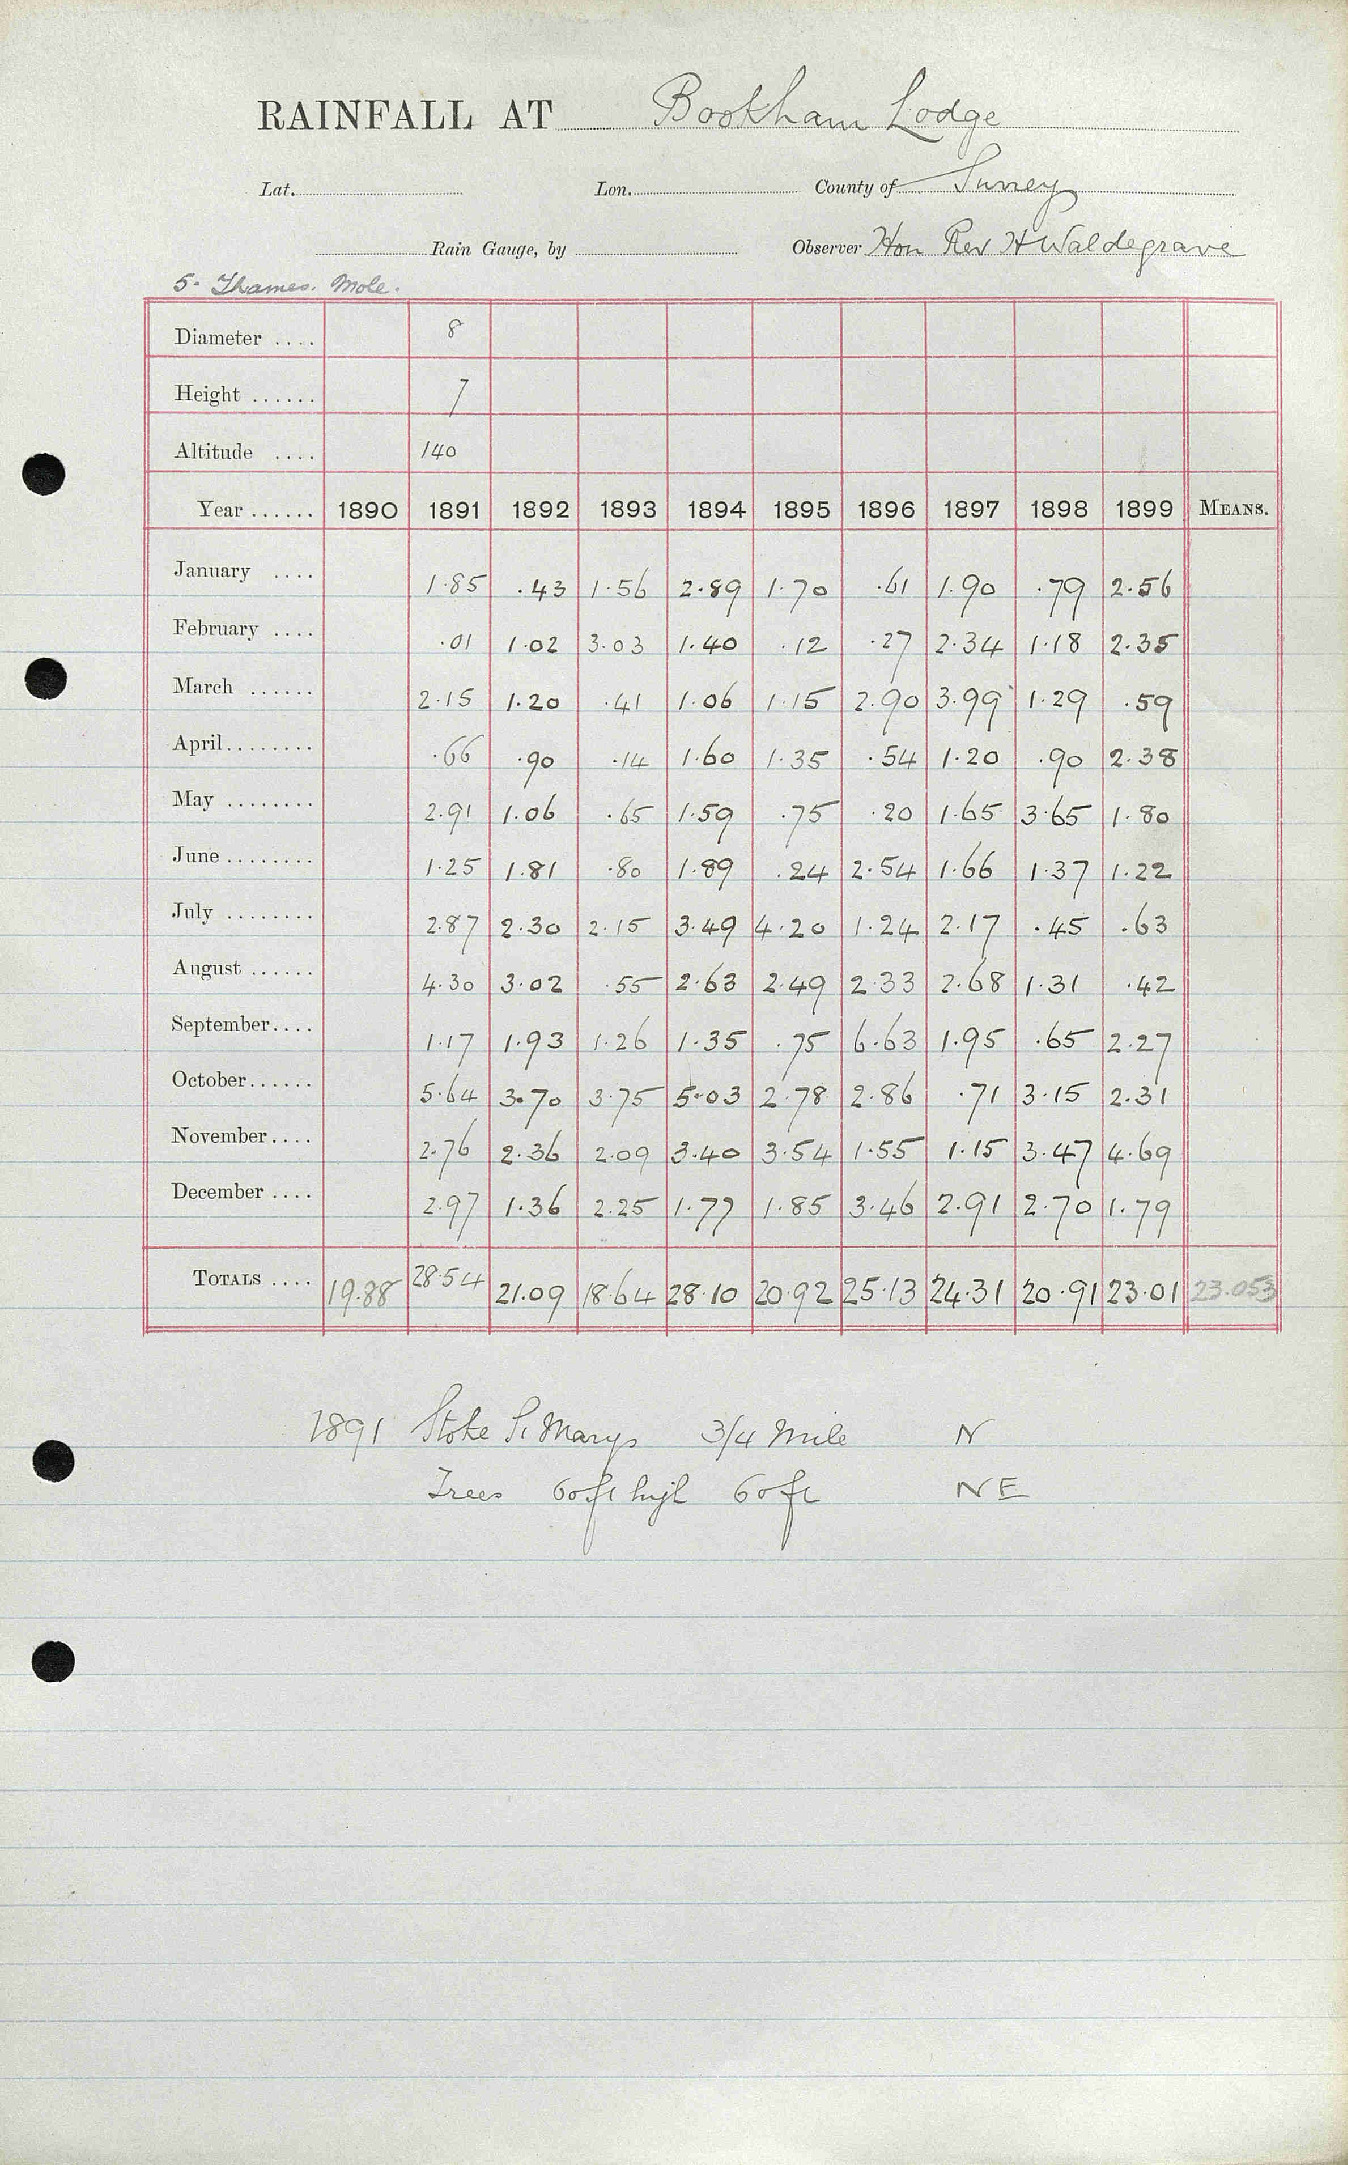 RAINFALL AT Bookham Lodge
Lat. Lon. County of Surrey
Rain Gauge, by Observer Hon Rev H Waldegrave
5. Thames. Mole.
Diameter .... 8
Height ...... 7
Altitude .... 140
Year ...... 1890 1891 1892 1893 1894 1895 1896 1897 1898 1899 MEANS.
January .... 1.85 .43 1.56 2.89 1.70 .61 1.90 .79 2.56
February .... .01 1.02 3.03 1.40 .12 .27 2.34 1.18 2.35
March ...... 2.15 1.20 .41 1.06 1.15 2.90 3.99 1.29 .59
April ........ .66 .90 .14 1.60 1.35 .54 1.20 .90 2.38
May ........ 2.91 1.06 .65 1.59 .75 .20 1.65 3.65 1.80
June ........ 1.25 1.81 .80 1.89 .24 2.54 1.66 1.37 1.22
July ........ 2.87 2.30 2.15 3.49 4.20 1.24 2.17 .45 .63
August ...... 4.30 3.02 .55 2.63 2.49 2.33 2.68 1.31 .42
September.... 1.17 1.93 1.26 1.35 .75 6.63 1.95 .65 2.27
October...... 5.64 3.70 3.75 5.03 2.78 2.86 .71 3.15 2.31
November.... 2.76 2.36 2.09 3.40 3.54 1.55 1.15 3.47 4.69
December .... 2.97 1.36 2.25 1.77 1.85 3.46 2.91 2.70 1.79
TOTALS .... 19.88 28.54 21.09 18.64 28.10 20.92 25.13 24.31 20.91 23.01 23.053
1891 Stoke St Marys 3/4 Mile N
Trees 60 ft high 60 ft NE